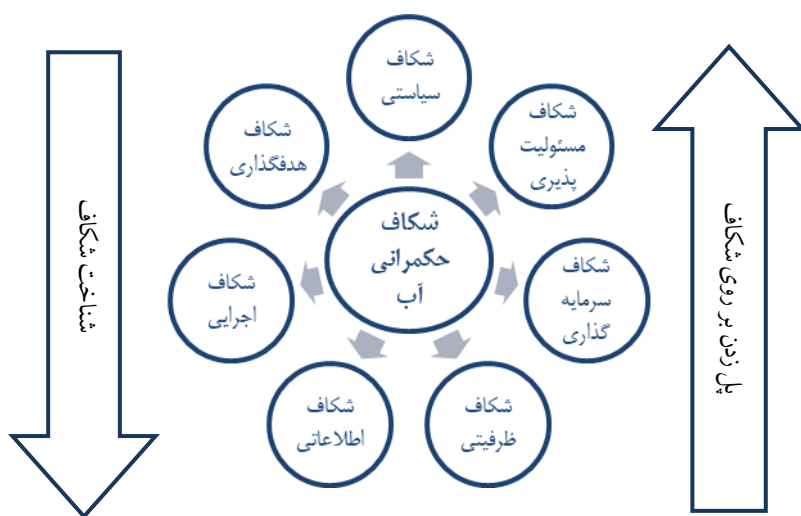 شکاف
سیاستی
شکاف
مسئولیت
پذیری
شکاف
سرمایه
گذاری
شکاف
ظرفیتی
شکاف
اطلاعاتی
شکاف
اجرایی
شکاف
هدفگذاری
شکاف
حکمرانی
آب
شناخت شکاف
پل زدن بر روی شکاف